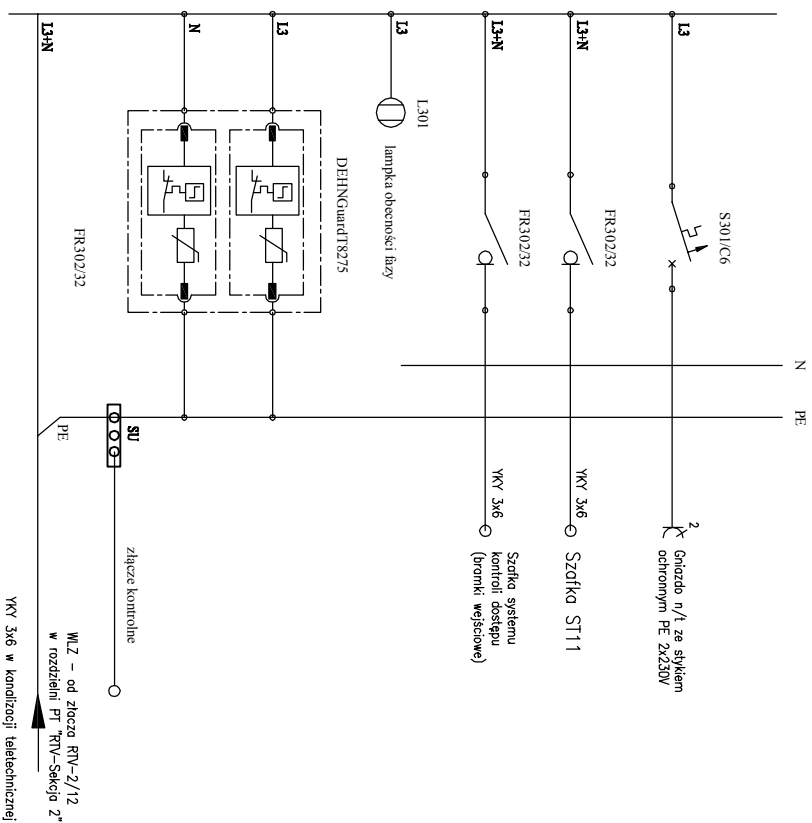 L3+N
N
L3
L3
L3+N
L3+N
L3
L301
lampka obecności fazy
DEHNGuardT8275
FR302/32
FR302/32
FR302/32
S301/C6
N
PE
PE
SU
złącze kontrolne
YKY 3x6
YKY 3x6
2
Gniazdo n/t ze stykiem
ochronnym PE 2x230V
Szafka ST11
Szafka systemu
kontroli dostępu
(bramki wejściowe)
WLZ - od złącza RTV-2/12
w rozdzielni PT "RTV-Sekcja 2"
YKY 3x6 w kanalizacji teletechnicznej